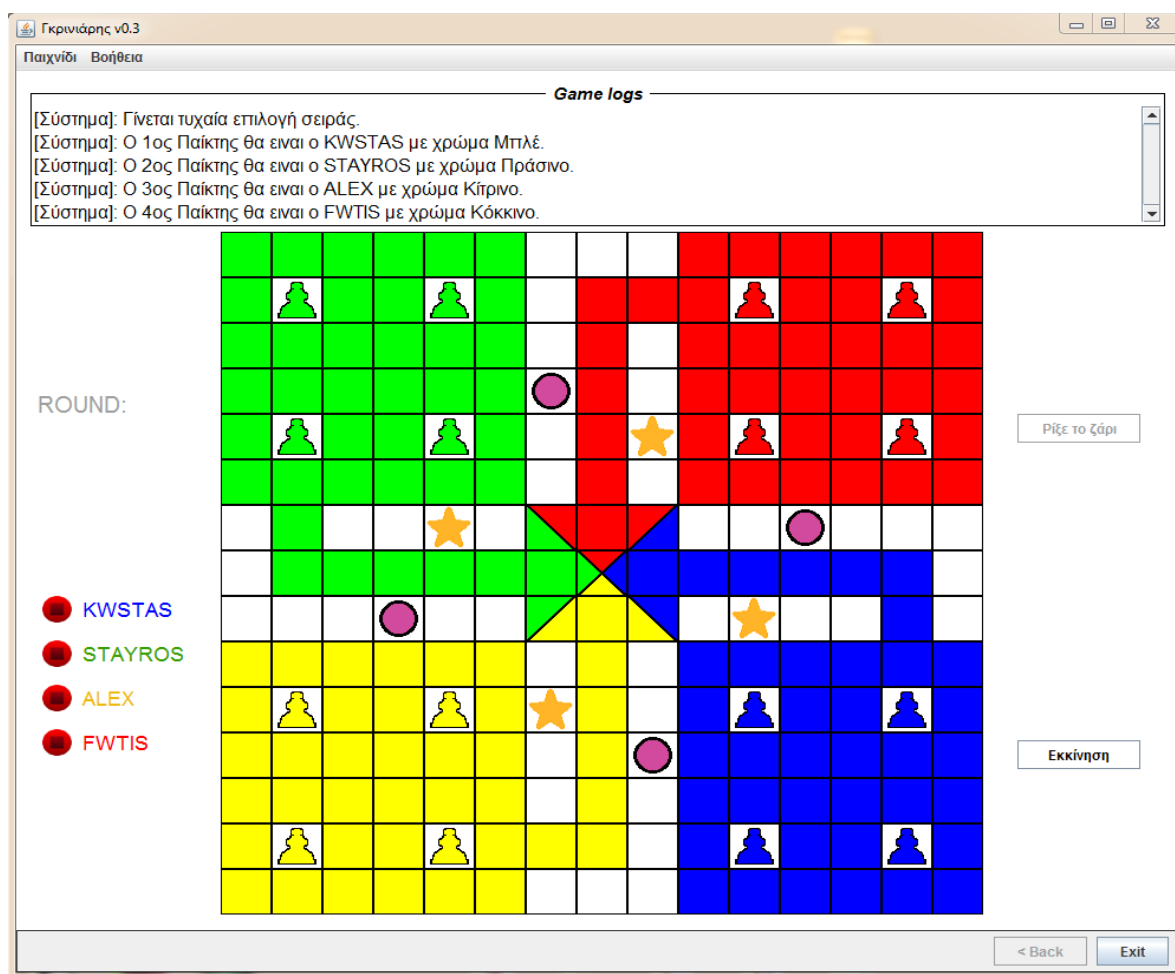 Γκρινιάρης v0.3
Παιχνίδι Βοήθεια
Game logs
[Σύστημα]: Γίνεται τυχαία επιλογή σειράς.
[Σύστημα]: Ο 1ος Παίκτης θα ειναι ο KWSTAS με χρώμα Μπλέ.
[Σύστημα]: Ο 2ος Παίκτης θα ειναι ο STAYROS με χρώμα Πράσινο.
[Σύστημα]: Ο 3ος Παίκτης θα ειναι ο ALEX με χρώμα Κίτρινο.
[Σύστημα]: Ο 4ος Παίκτης θα ειναι ο FWTIS με χρώμα Κόκκινο.
ROUND:
Ρίξε το ζάρι
KWSTAS
STAYROS
ALEX
FWTIS
Εκκίνηση
< Back Exit